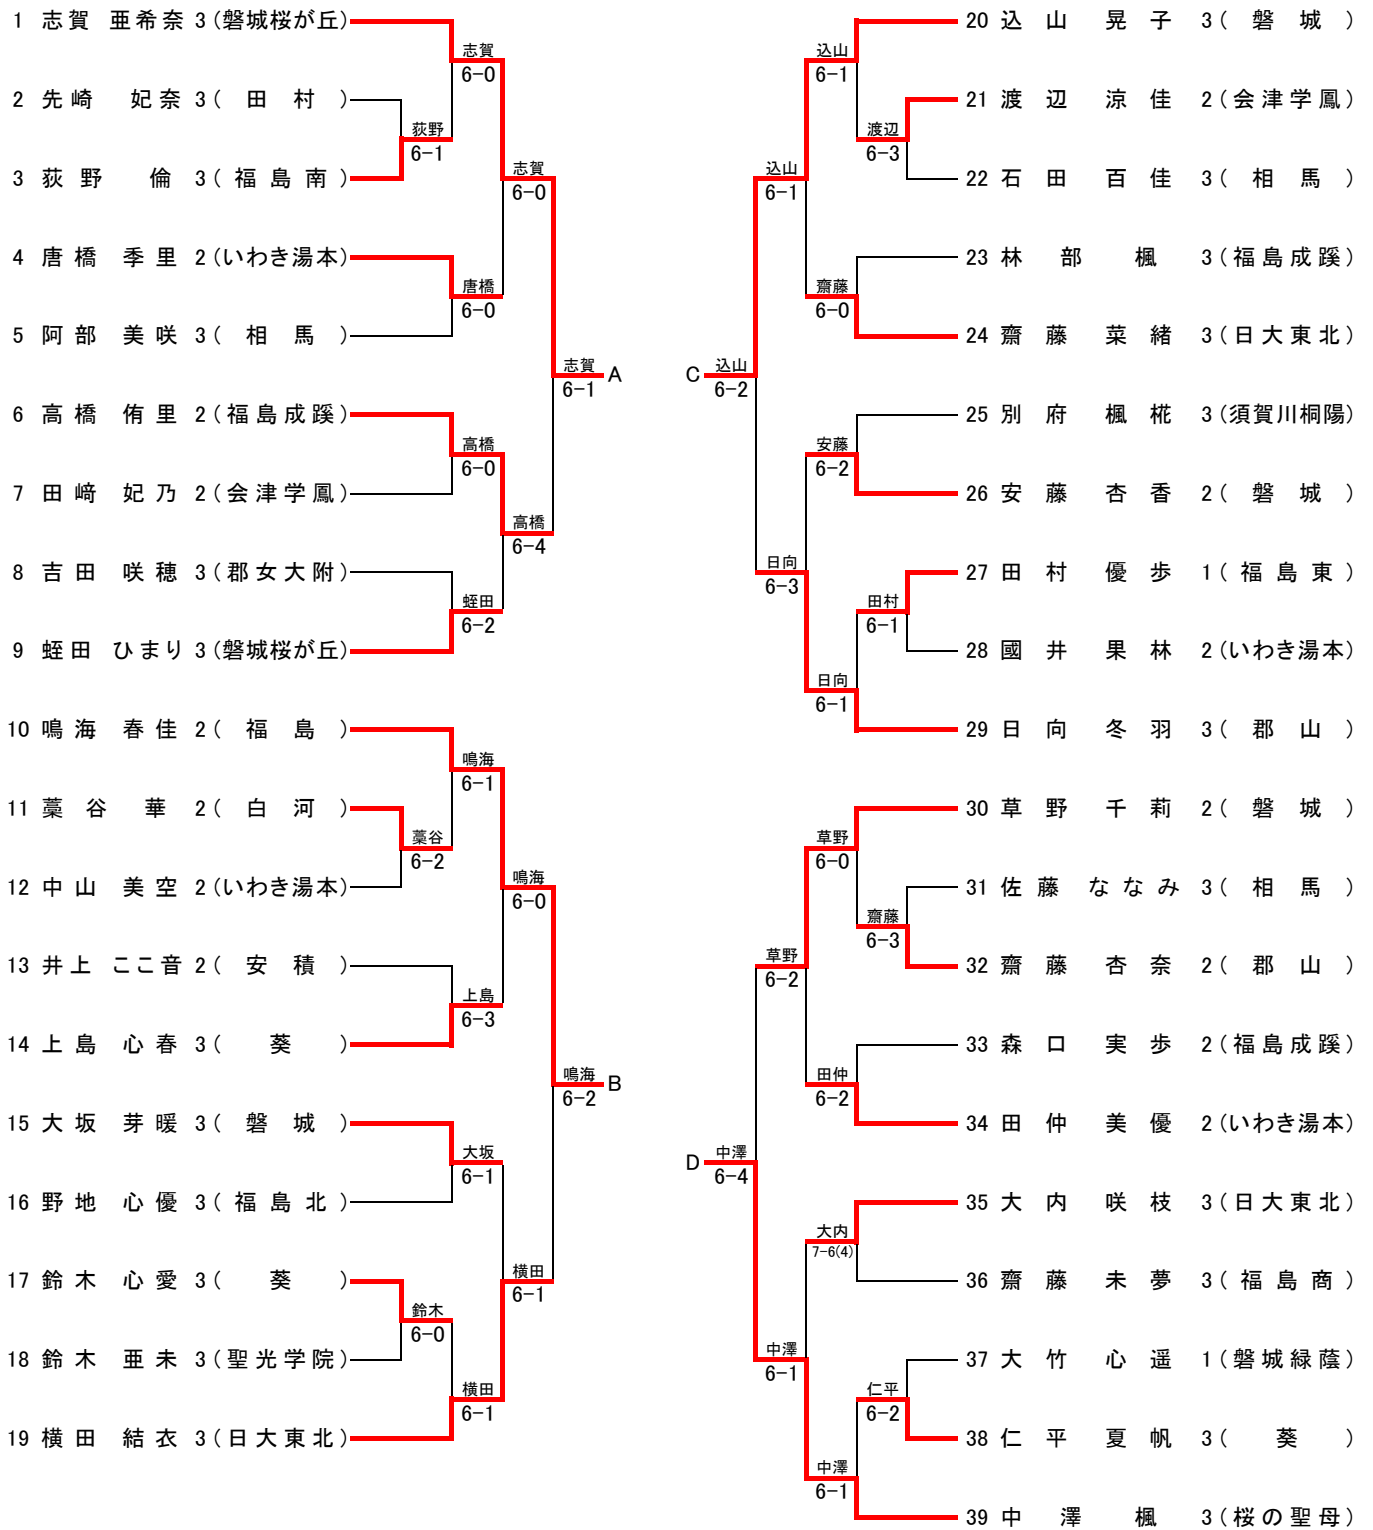 1 志賀 亜希奈 3 (磐城桜が丘)
志賀
6-0
2 先崎 妃奈 3 ( 田村 )
荻野
6-1
3 荻野 倫 3 ( 福島南 )
志賀
6-0
4 唐橋 季里 2 (いわき湯本)
唐橋
6-0
5 阿部 美咲 3 ( 相馬 )
志賀
6-1
A
6 高橋 侑里 2 (福島成蹊)
高橋
6-0
7 田﨑 妃乃 2 (会津学鳳)
高橋
6-4
8 吉田 咲穂 3 (郡女大附)
蛭田
6-2
9 蛭田 ひまり 3 (磐城桜が丘)
10 鳴海 春佳 2 ( 福島 )
鳴海
6-1
11 藁谷 華 2 ( 白河 )
藁谷
6-2
12 中山 美空 2 (いわき湯本)
鳴海
6-0
13 井上 ここ音 2 ( 安積 )
上島
6-3
14 上島 心春 3 ( 葵 )
鳴海
6-2
B
15 大坂 芽暖 3 ( 磐城 )
大坂
6-1
16 野地 心優 3 ( 福島北 )
横田
6-1
17 鈴木 心愛 3 ( 葵 )
鈴木
6-0
18 鈴木 亜未 3 (聖光学院)
横田
6-1
19 横田 結衣 3 (日大東北)
20 込山 晃子 3 ( 磐城 )
込山
6-1
21 渡辺 涼佳 2 (会津学鳳)
渡辺
6-3
22 石田 百佳 3 ( 相馬 )
込山
6-1
23 林部 楓 3 (福島成蹊)
齋藤
6-0
24 齋藤 菜緒 3 (日大東北)
C
込山
6-2
25 別府 楓椛 3 (須賀川桐陽)
安藤
6-2
26 安藤 杏香 2 ( 磐城 )
日向
6-3
27 田村 優歩 1 ( 福島東 )
田村
6-1
28 國井 果林 2 (いわき湯本)
日向
6-1
29 日向 冬羽 3 ( 郡山 )
30 草野 千莉 2 ( 磐城 )
草野
6-0
31 佐藤 ななみ 3 ( 相馬 )
齋藤
6-3
32 齋藤 杏奈 2 ( 郡山 )
草野
6-2
33 森口 実歩 2 (福島成蹊)
田仲
6-2
34 田仲 美優 2 (いわき湯本)
D
中澤
6-4
35 大内 咲枝 3 (日大東北)
大内
7-6(4)
36 齋藤 未夢 3 ( 福島商 )
中澤
6-1
37 大竹 心遥 1 (磐城緑蔭)
仁平
6-2
38 仁平 夏帆 3 ( 葵 )
中澤
6-1
39 中澤 楓 3 (桜の聖母)